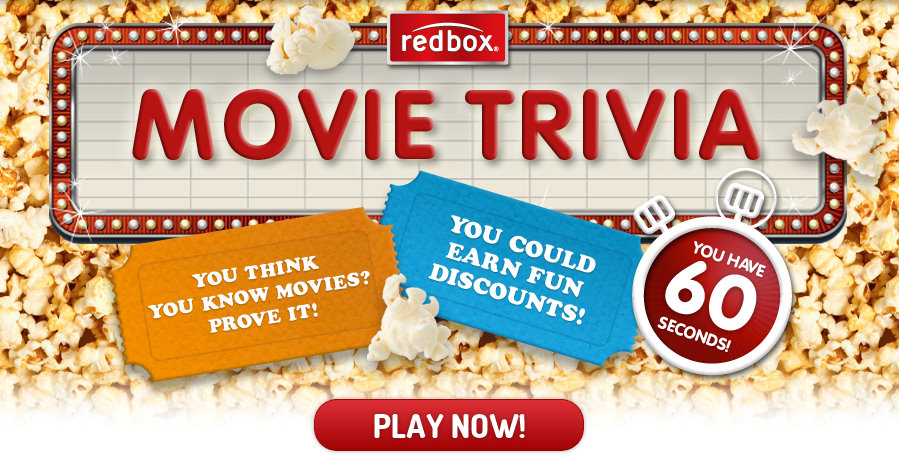 redbox®
MOVIE TRIVIA
YOU THINK
YOU KNOW MOVIES?
PROVE IT!
YOU COULD
EARN FUN
DISCOUNTS!
YOU HAVE
60
SECONDS!
PLAY NOW!